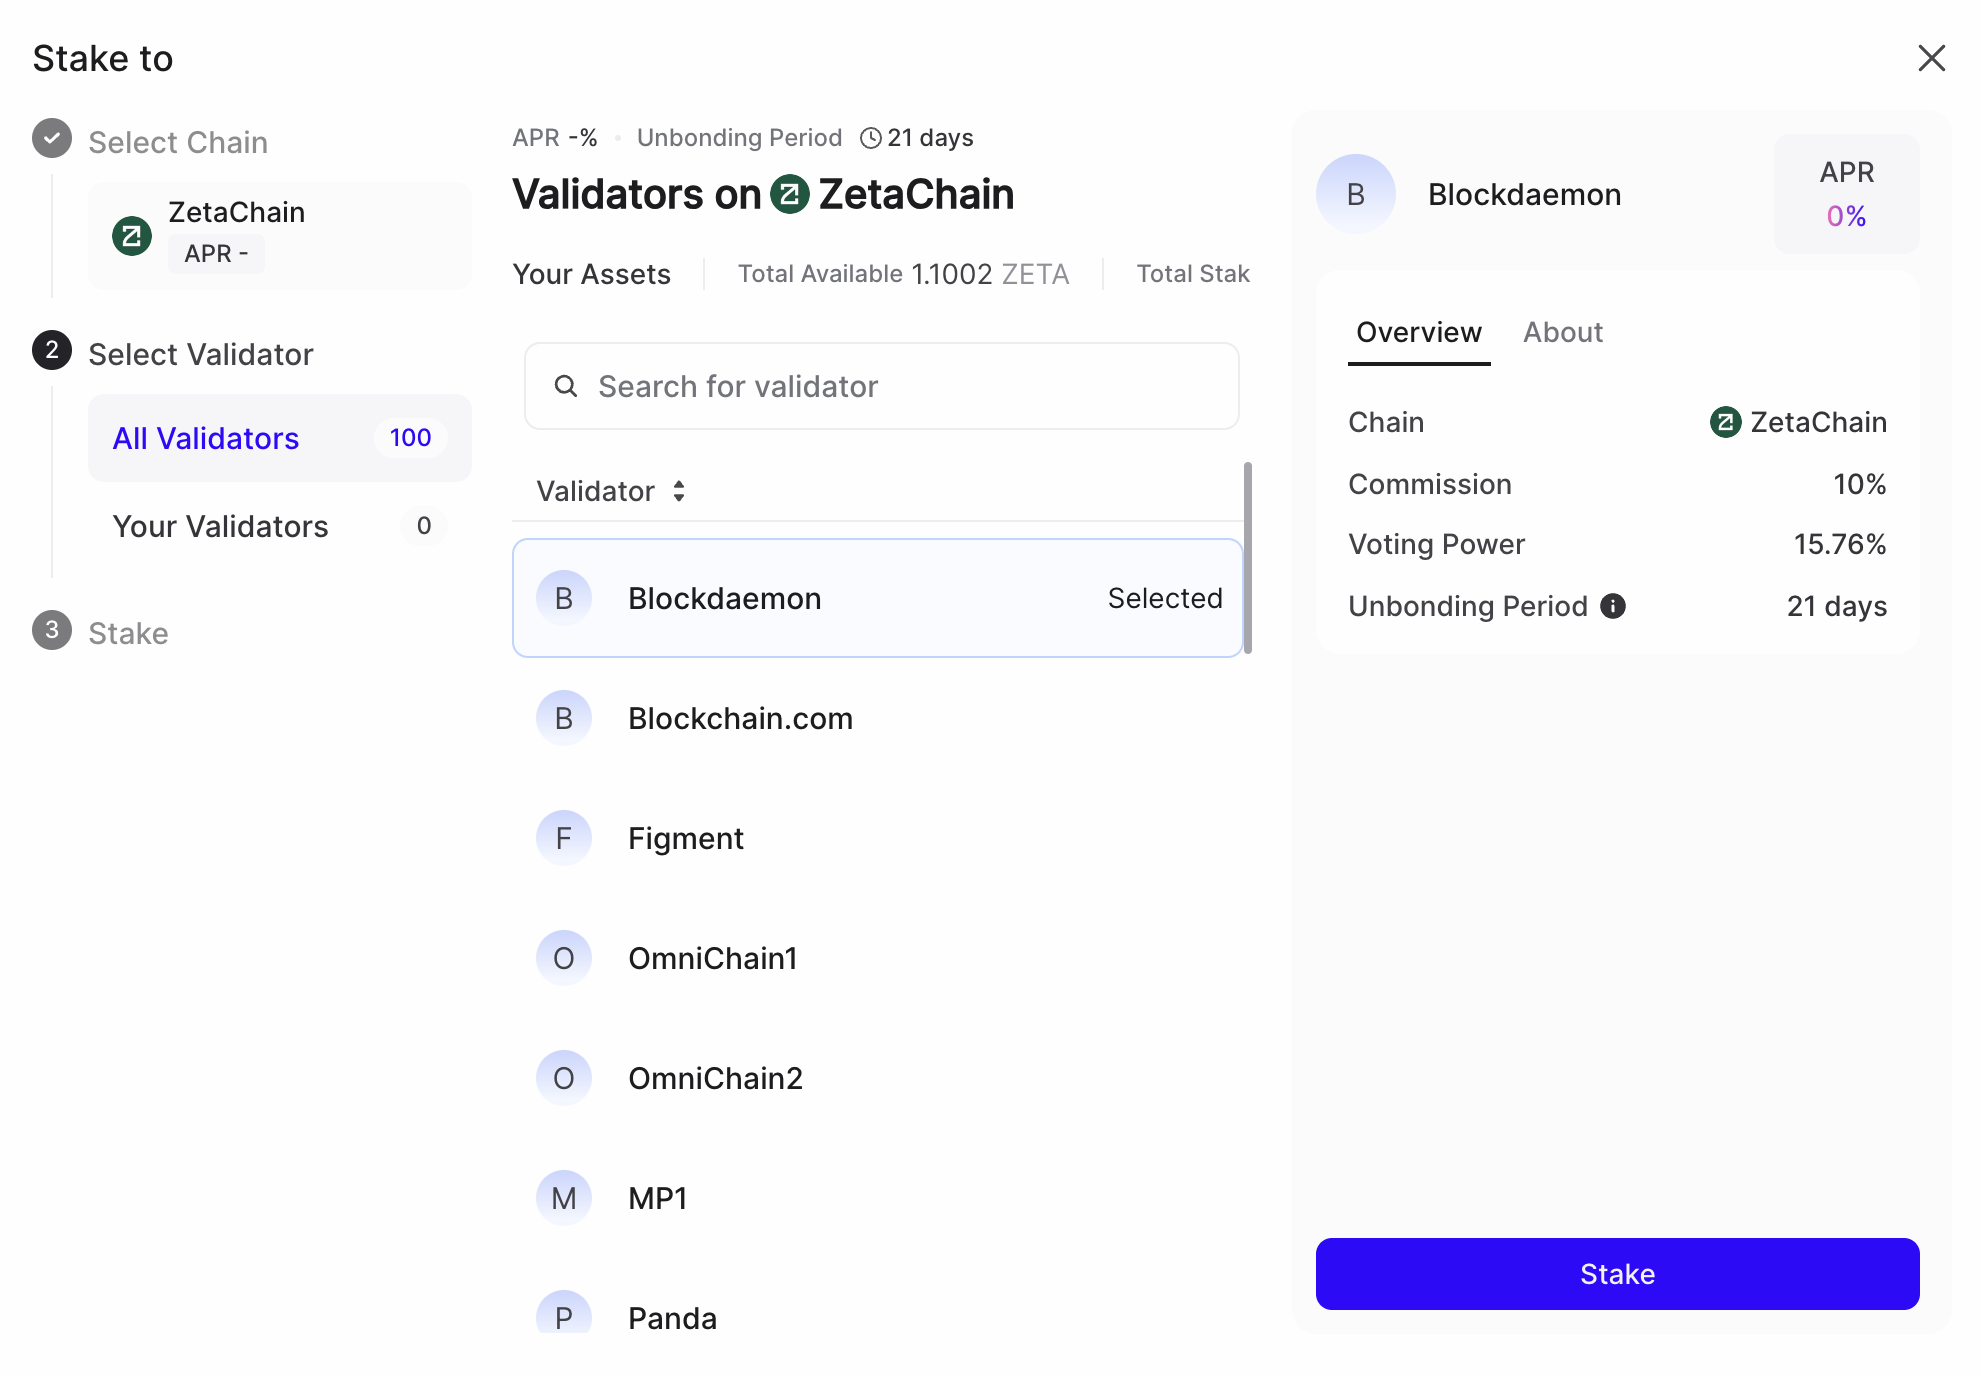 Stake to
Select Chain
ZetaChain
APR -
2
Select Validator
All Validators
100
Your Validators
0
3
Stake
APR -%
Unbonding Period
21 days
Validators on ZetaChain
Your Assets
Total Available 1.1002 ZETA
Total Stak
Search for validator
Validator
B
Blockdaemon
Selected
B
Blockchain.com
F
Figment
O
OmniChain1
O
OmniChain2
M
MP1
P
Panda
B
Blockdaemon
APR
0%
Overview
About
Chain
ZetaChain
Commission
10%
Voting Power
15.76%
Unbonding Period
21 days
Stake